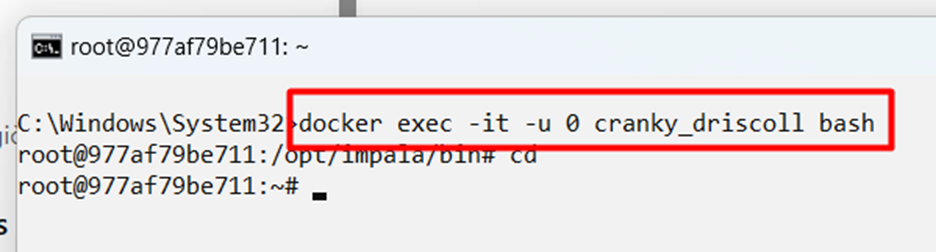 root@977af79be711: ~
C:\Windows\System32>docker exec -it -u 0 cranky_driscoll bash
root@977af79be711:/opt/impala/bin# cd
root@977af79be711:~#